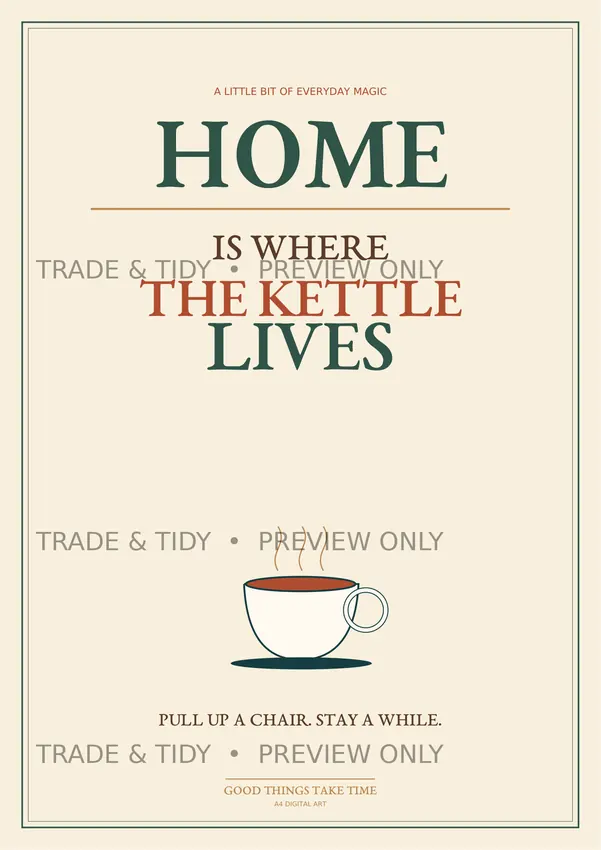 A LITTLE BIT OF EVERYDAY MAGIC
HOME
IS WHERE
TRADE & TIDY • PREVIEW ONLY
THE KETTLE
LIVES
TRADE & TIDY • PREVIEW ONLY
PULL UP A CHAIR. STAY A WHILE.
TRADE & TIDY • PREVIEW ONLY
GOOD THINGS TAKE TIME
A4 DIGITAL ART